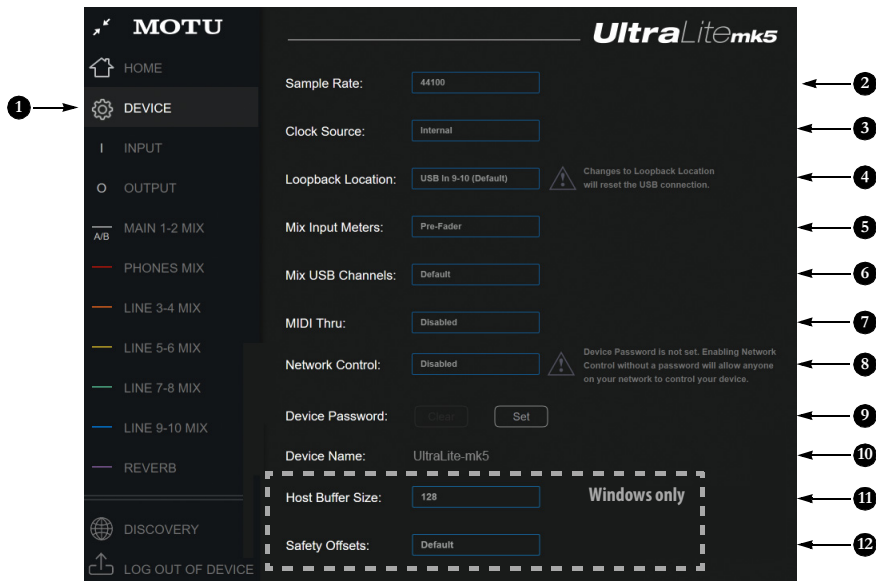 MOTU
UltraLitemk5
HOME
1
DEVICE
I INPUT
O OUTPUT
A/B MAIN 1-2 MIX
PHONES MIX
LINE 3-4 MIX
LINE 5-6 MIX
LINE 7-8 MIX
LINE 9-10 MIX
REVERB
DISCOVERY
LOG OUT OF DEVICE
Sample Rate: 44100 2
Clock Source: Internal 3
Loopback Location: USB In 9-10 (Default) 4
Changes to Loopback Location
will reset the USB connection.
Mix Input Meters: Pre-Fader 5
Mix USB Channels: Default 6
MIDI Thru: Disabled 7
Network Control: Disabled 8
Device Password is not set. Enabling Network
Control without a password will allow anyone
on your network to control your device.
Device Password: Clear Set 9
Device Name: UltraLite-mk5 10
Host Buffer Size: 128 Windows only 11
Safety Offsets: Default 12